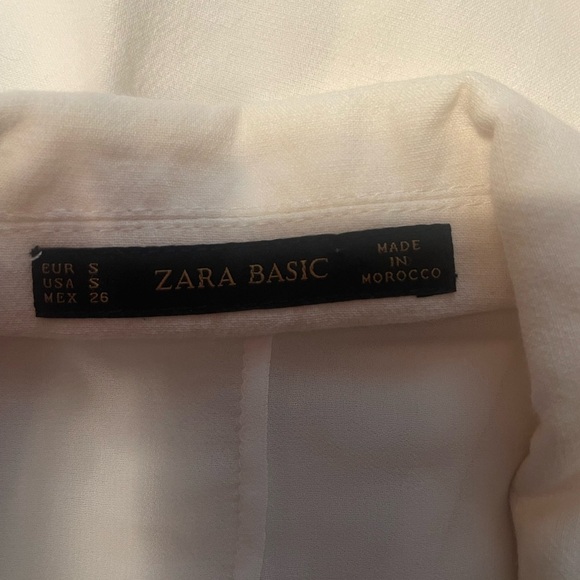 EUR S
USA S
MEX 26
ZARA BASIC
MADE
IN
MOROCCO